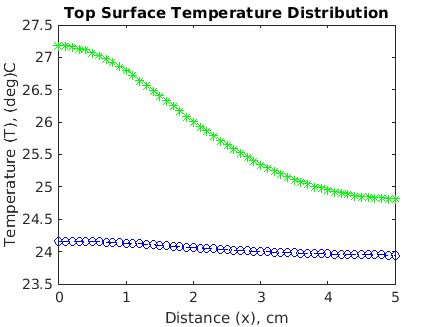 Top Surface Temperature Distribution
Temperature (T), (deg)C
27.5
27
26.5
26
25.5
25
24.5
24
23.5
0 1 2 3 4 5
Distance (x), cm